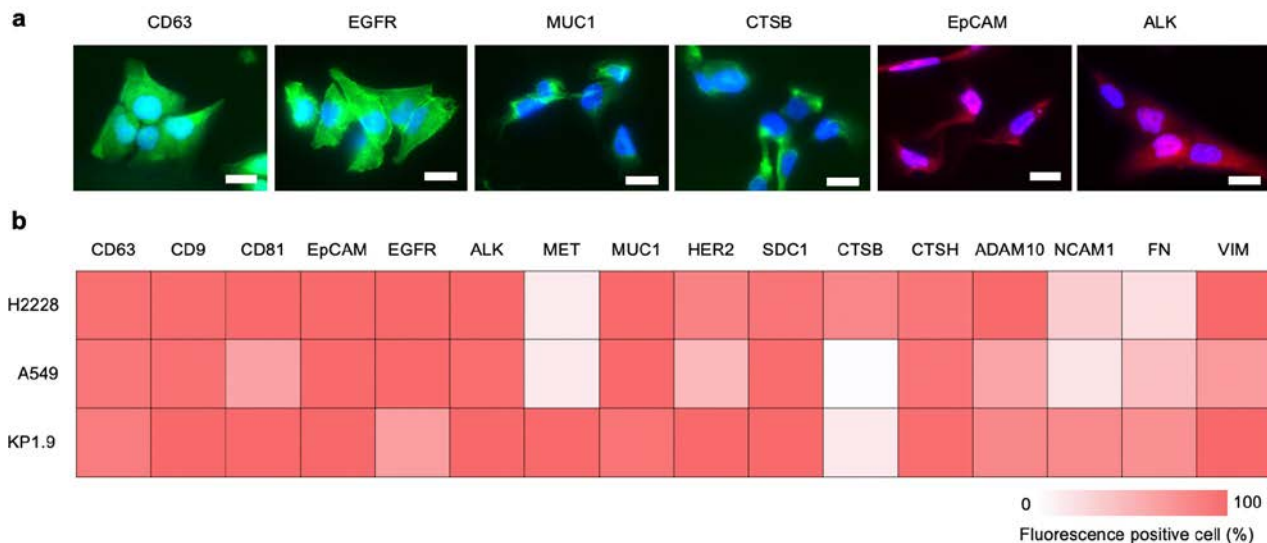 a
CD63 EGFR MUC1 CTSB EpCAM ALK
b
CD63 CD9 CD81 EpCAM EGFR ALK MET MUC1 HER2 SDC1 CTSB CTSH ADAM10 NCAM1 FN VIM
H2228
A549
KP1.9
0 100
Fluorescence positive cell (%)